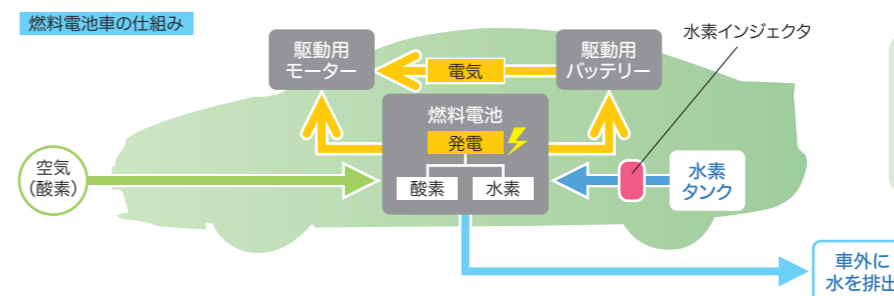 燃料電池車の仕組み
水素インジェクタ
駆動用
モーター
電気
駆動用
バッテリー
燃料電池
発電
酸素
水素
空気
(酸素)
水素
タンク
車外に
水を排出